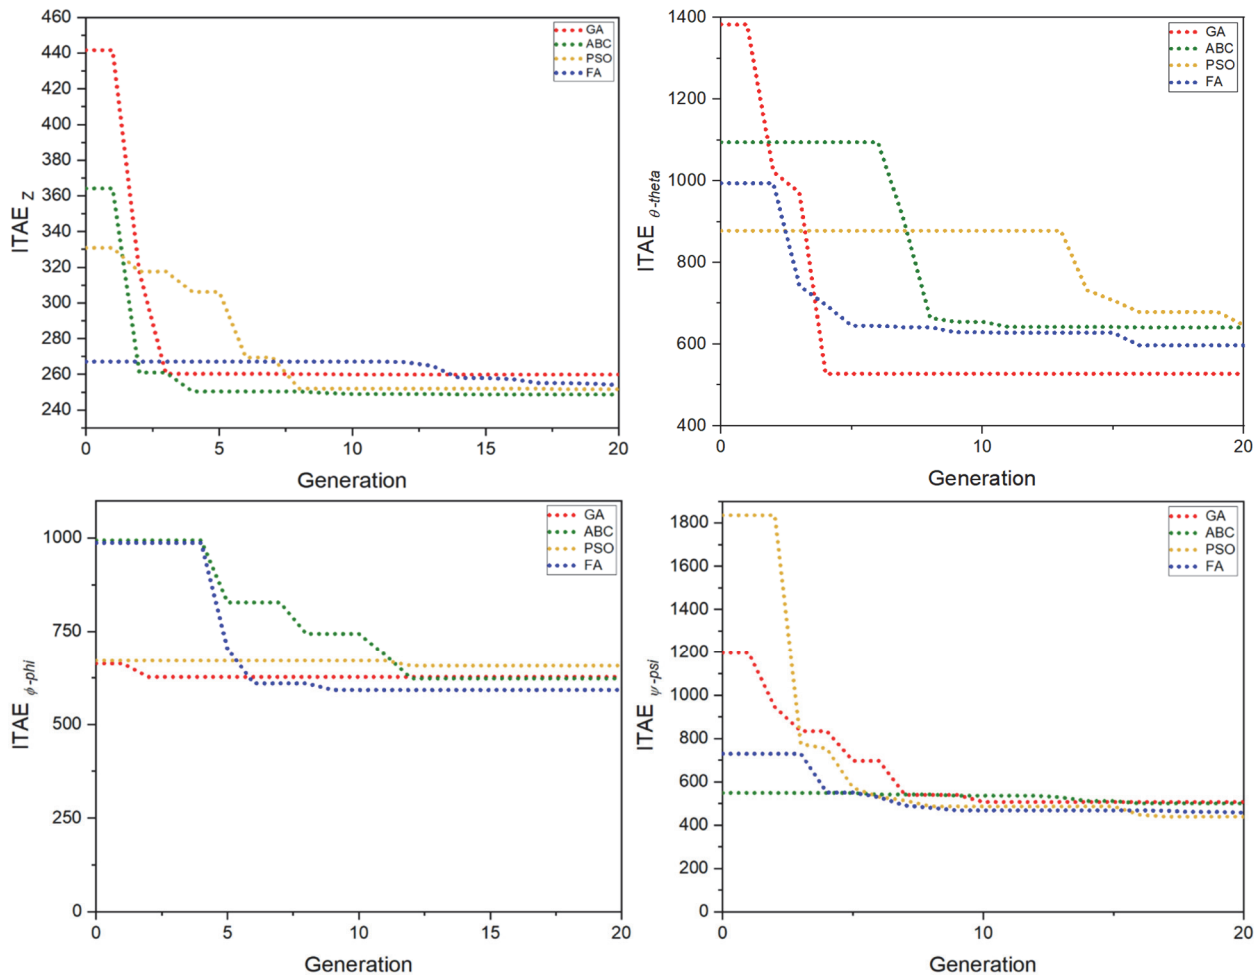 460
440
420
400
380
360
340
320
300
280
260
240
ITAE Z
GA
ABC
PSO
FA
0 5 10 15 20
Generation
1400
1200
1000
800
600
400
ITAE θ-theta
GA
ABC
PSO
FA
0 5 10 15 20
Generation
1000
750
500
250
0
ITAE ϕ-phi
GA
ABC
PSO
FA
0 5 10 15 20
Generation
1800
1600
1400
1200
1000
800
600
400
200
0
ITAE ψ-psi
GA
ABC
PSO
FA
0 5 10 15 20
Generation